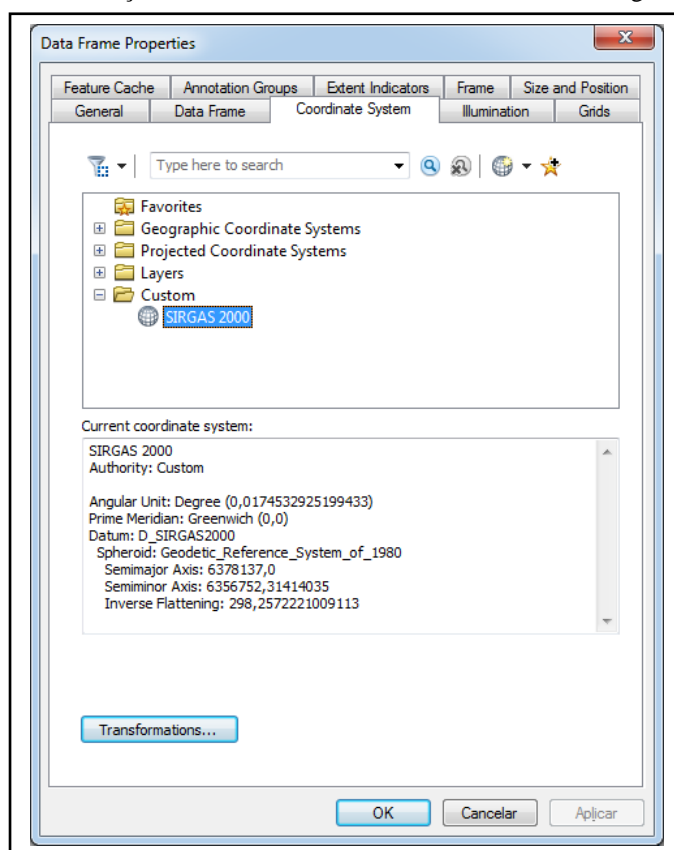 Data Frame Properties
Feature Cache Annotation Groups Extent Indicators Frame Size and Position
General Data Frame Coordinate System Illumination Grids
Type here to search
Favorites
Geographic Coordinate Systems
Projected Coordinate Systems
Layers
Custom
SIRGAS 2000
Current coordinate system:
SIRGAS 2000
Authority: Custom
Angular Unit: Degree (0,0174532925199433)
Prime Meridian: Greenwich (0,0)
Datum: D_SIRGAS2000
Spheroid: Geodetic_Reference_System_of_1980
Semimajor Axis: 6378137,0
Semiminor Axis: 6356752,31414035
Inverse Flattening: 298,2572221009113
Transformations...
OK Cancelar Aplicar